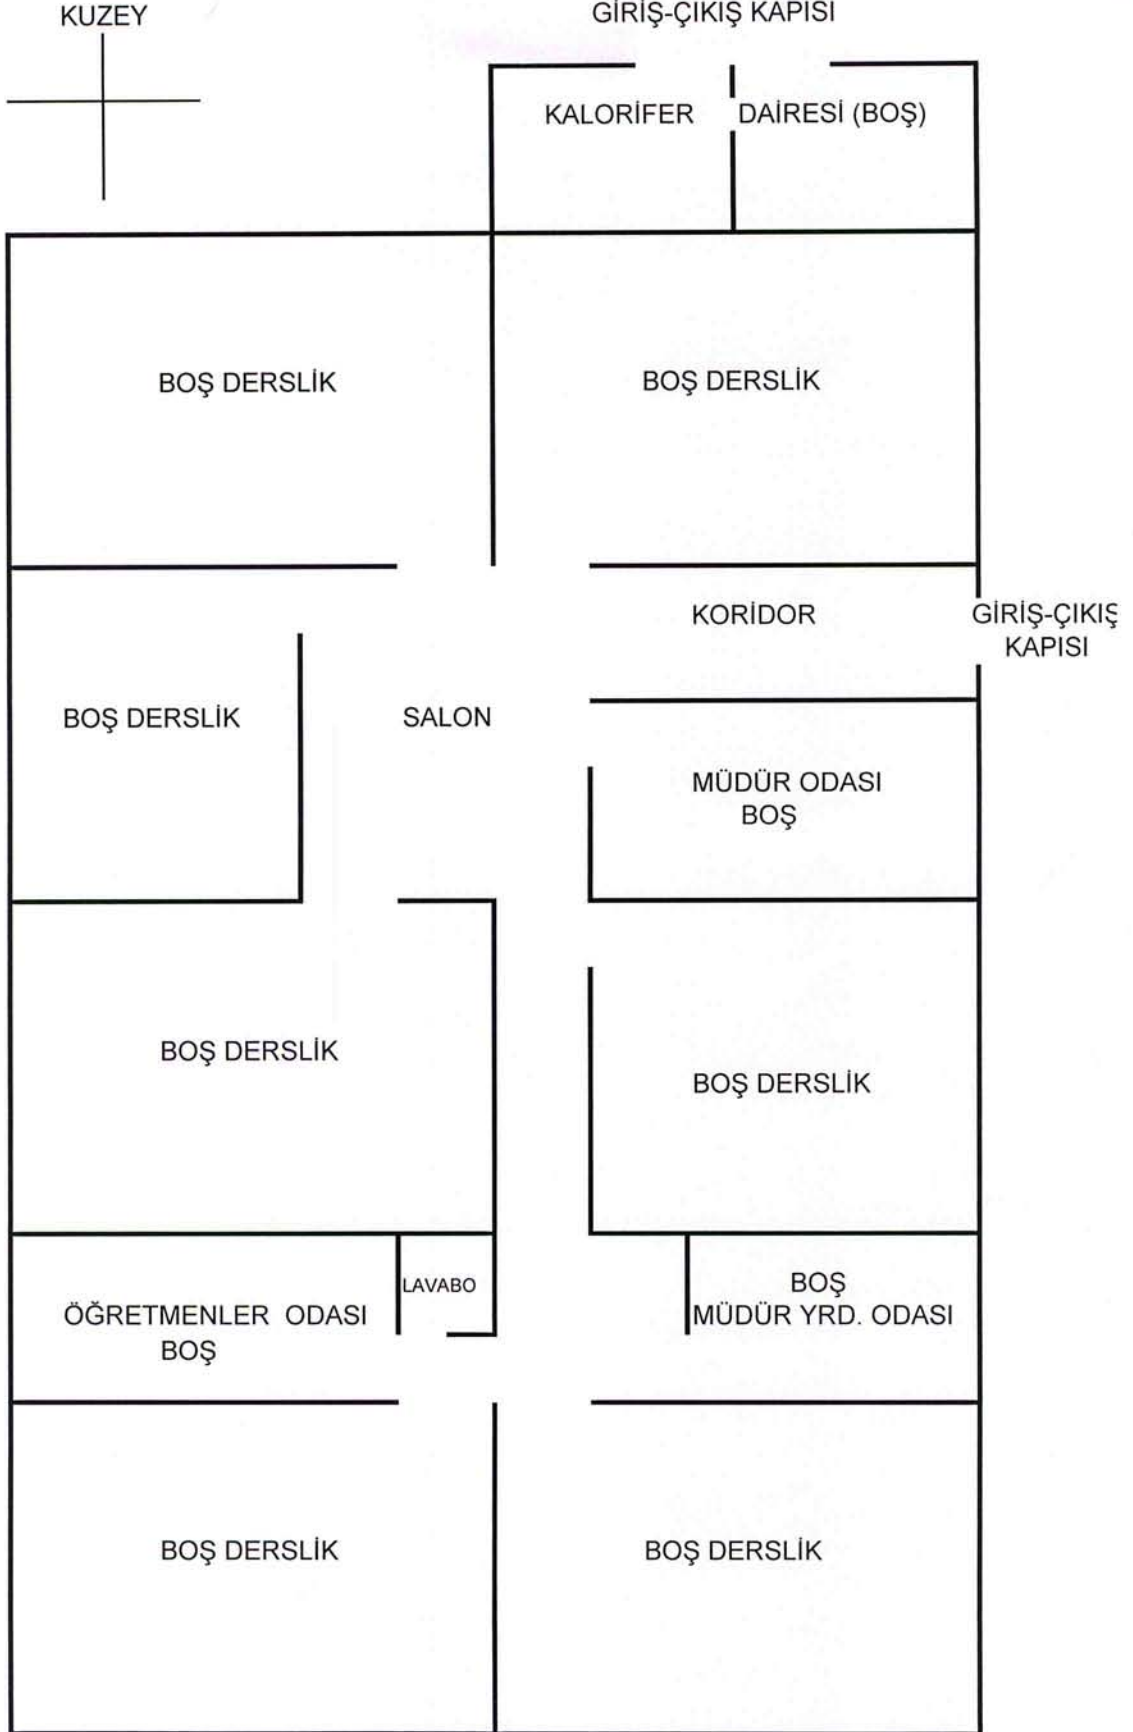 KUZEY
GİRİŞ-ÇIKIŞ KAPISI
KALORİFER
DAİRESİ (BOŞ)
BOŞ DERSLİK
BOŞ DERSLİK
KORİDOR
GİRİŞ-ÇIKIŞ
KAPISI
BOŞ DERSLİK
SALON
MÜDÜR ODASI
BOŞ
BOŞ DERSLİK
BOŞ DERSLİK
LAVABO
ÖĞRETMENLER ODASI
BOŞ
BOŞ
MÜDÜR YRD. ODASI
BOŞ DERSLİK
BOŞ DERSLİK